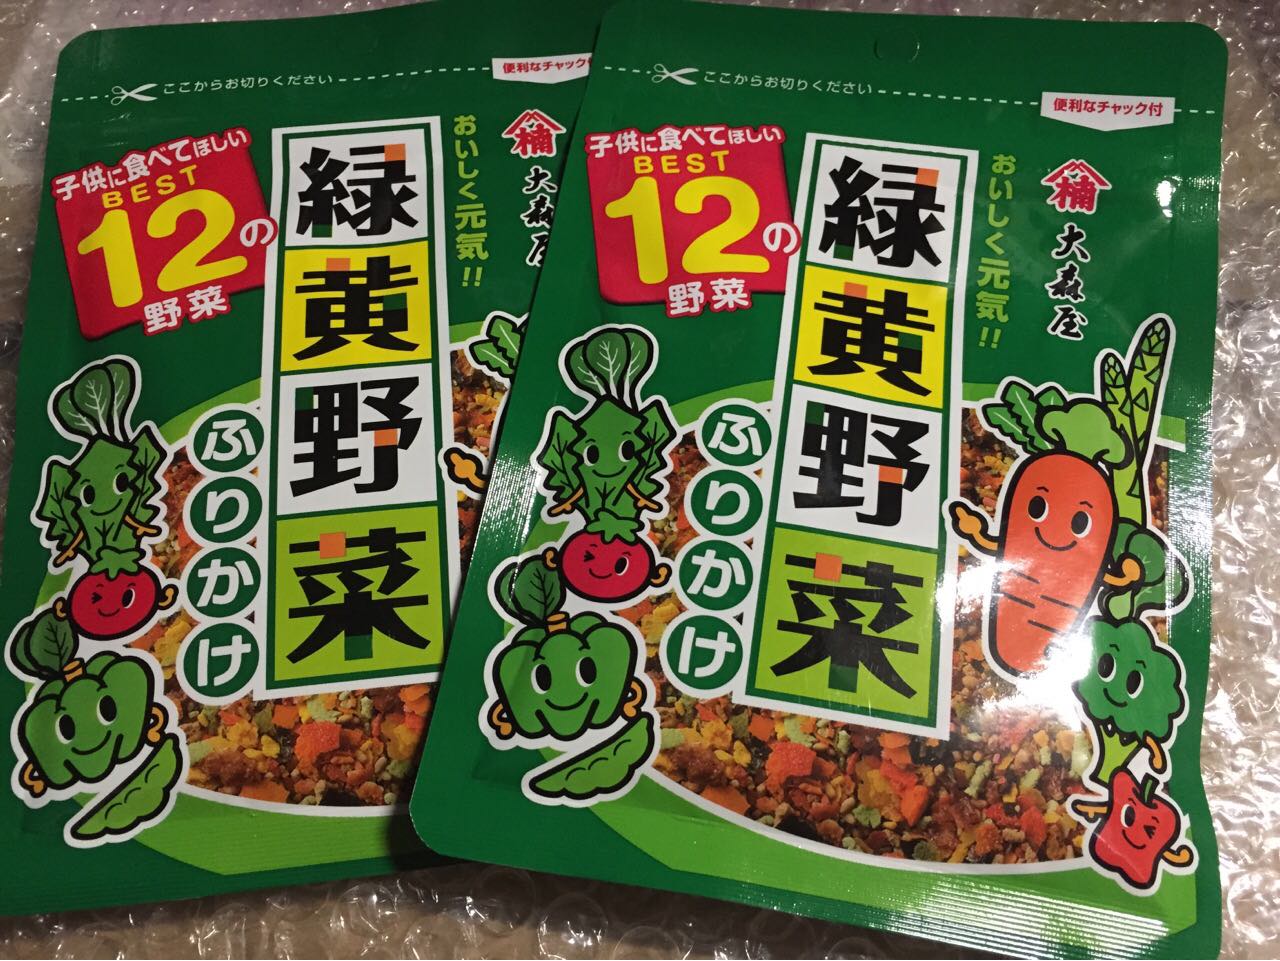 ここからお切りください
便利なチャック付
子供に食べてほしい
BEST
12の
野菜
緑黄野菜
ふりかけ
おいしく元気!!
楠
大森屋
ここからお切りください
便利なチャック付
子供に食べてほしい
BEST
12の
野菜
緑黄野菜
ふりかけ
おいしく元気!!
楠
大森屋